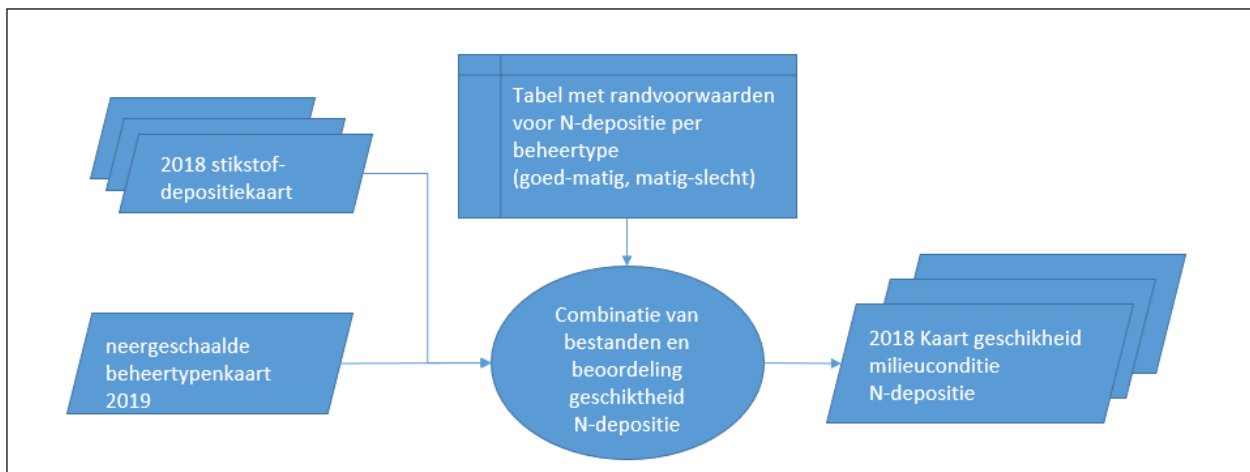 2018 stikstof-
depositiekaart
Tabel met randvoorwaarden
voor N-depositie per
beheertype
(goed-matig, matig-slecht)
neergeschaalde
beheertypenkaart
2019
Combinatie van
bestanden en
beoordeling
geschiktheid
N-depositie
2018 Kaart geschikheid
milieuconditie
N-depositie